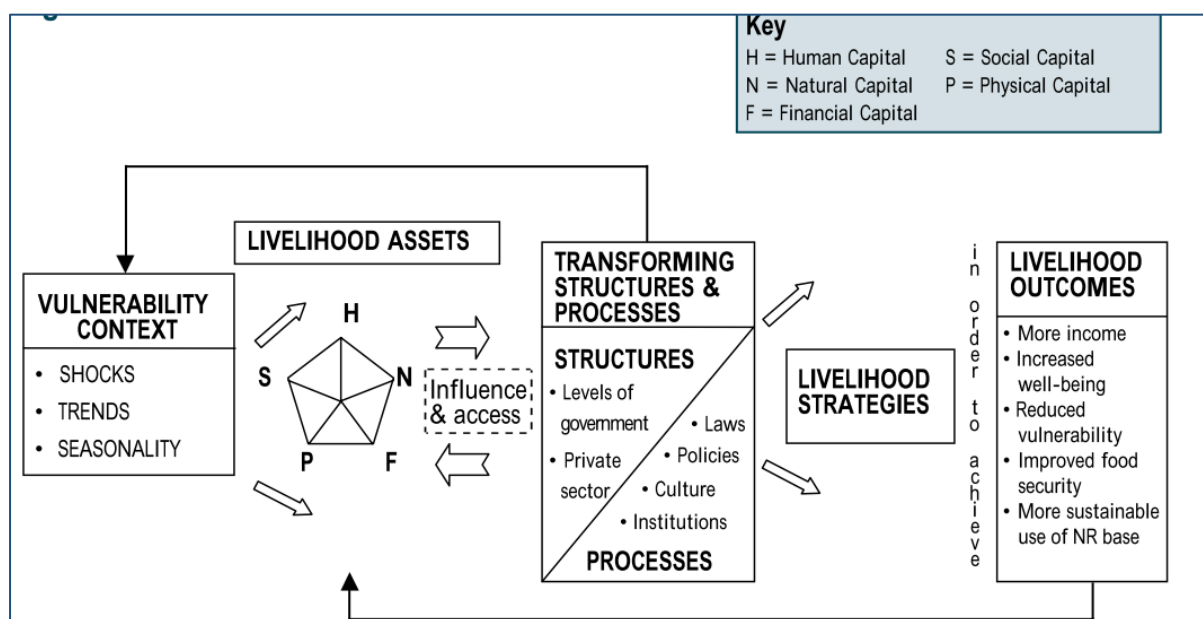 Key
H = Human Capital S = Social Capital
N = Natural Capital P = Physical Capital
F = Financial Capital
LIVELIHOOD ASSETS
VULNERABILITY
CONTEXT
• SHOCKS
• TRENDS
• SEASONALITY
H
S
N
P
F
Influence
& access
TRANSFORMING
STRUCTURES &
PROCESSES
STRUCTURES
• Levels of
government
• Private
sector
• Laws
• Policies
• Culture
• Institutions
PROCESSES
LIVELIHOOD
STRATEGIES
in order to achieve
LIVELIHOOD
OUTCOMES
• More income
• Increased
well-being
• Reduced
vulnerability
• Improved food
security
• More sustainable
use of NR base